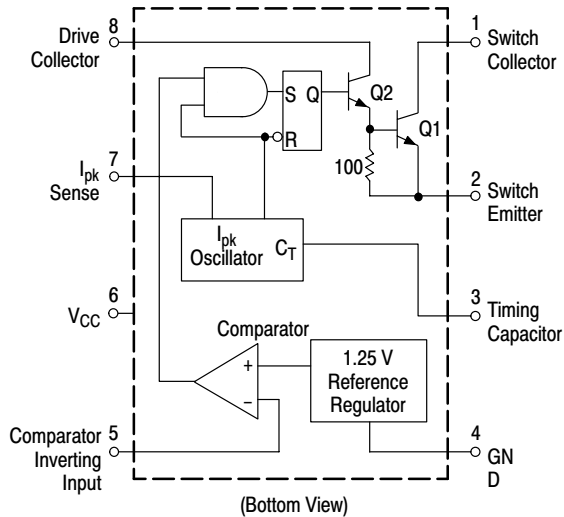 8
Drive
Collector
1
Switch
Collector
S Q
R
Q2
Q1
100
7
Ipk
Sense
2
Switch
Emitter
Ipk
Oscillator
CT
6
VCC
3
Timing
Capacitor
Comparator
+
–
1.25 V
Reference
Regulator
5
Comparator
Inverting
Input
4
GN
D
(Bottom View)